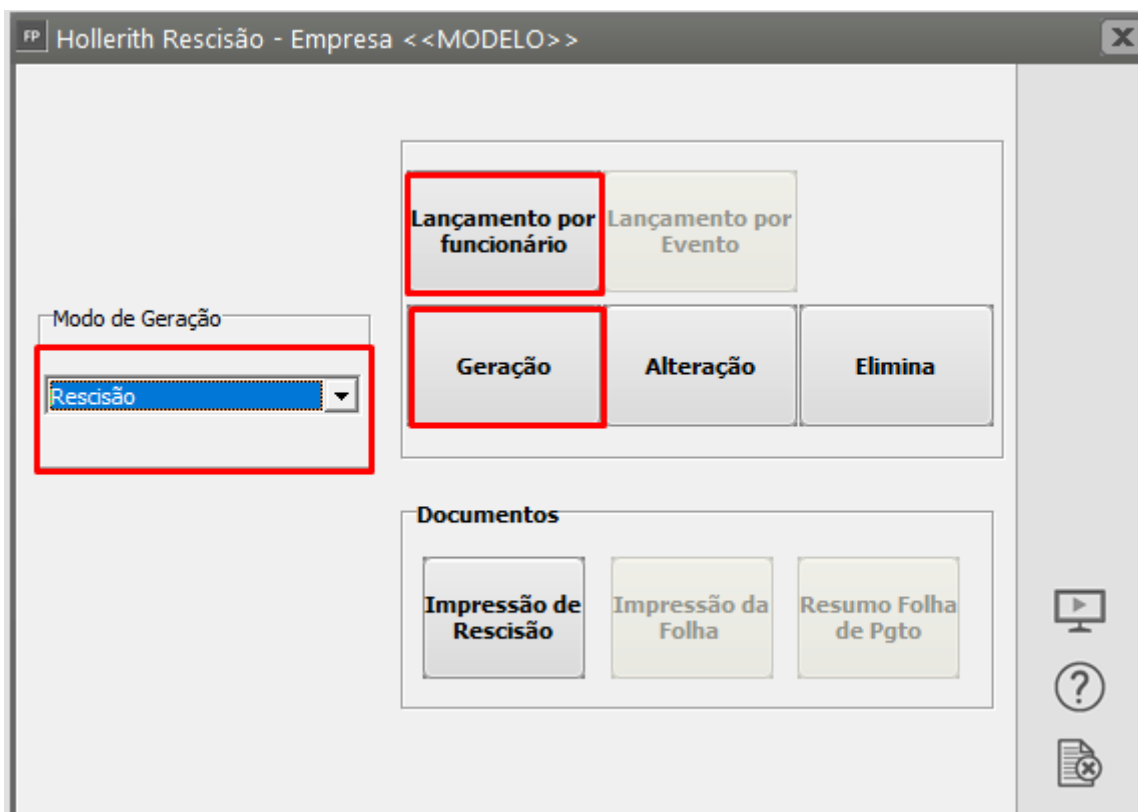 FP Hollerith Rescisão - Empresa <<MODELO>>
Lançamento por
funcionário
Lançamento por
Evento
Modo de Geração
Rescisão
Geração
Alteração
Elimina
Documentos
Impressão de
Rescisão
Impressão da
Folha
Resumo Folha
de Pgto